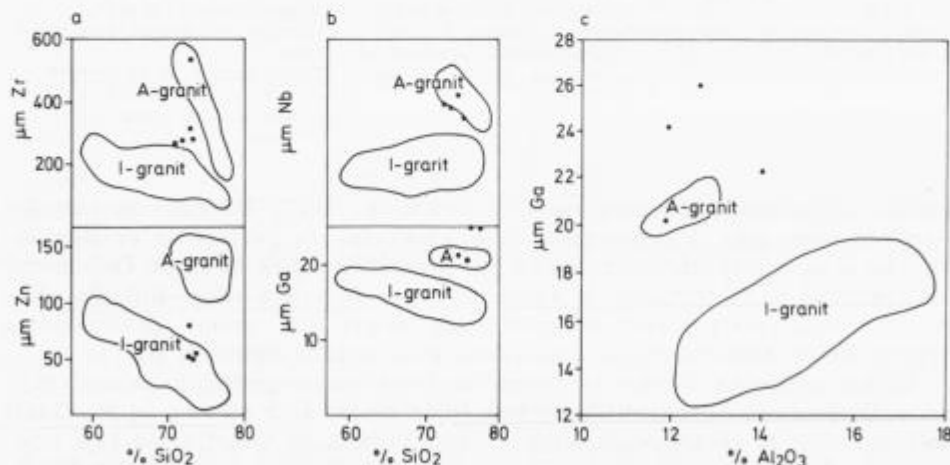 a
600
400
200
µm Zr
A-granit
I-granit
150
100
50
µm Zn
A-granit
I-granit
60 70 80
% SiO2
b
µm Nb
A-granit
I-granit
20
10
µm Ga
A
I-granit
60 70 80
% SiO2
c
28
26
24
22
20
18
16
14
12
µm Ga
A-granit
I-granit
10 12 14 16 18
% Al2O3